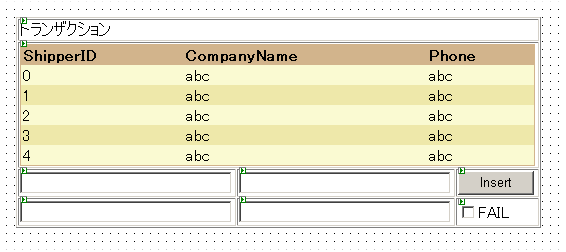 トランザクション
ShipperID CompanyName Phone
0 abc abc
1 abc abc
2 abc abc
3 abc abc
4 abc abc
Insert
FAIL